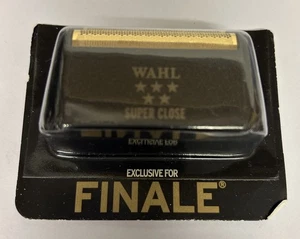 WAHL
SUPER CLOSE
EXCLUSIVE FOR
FINALE®